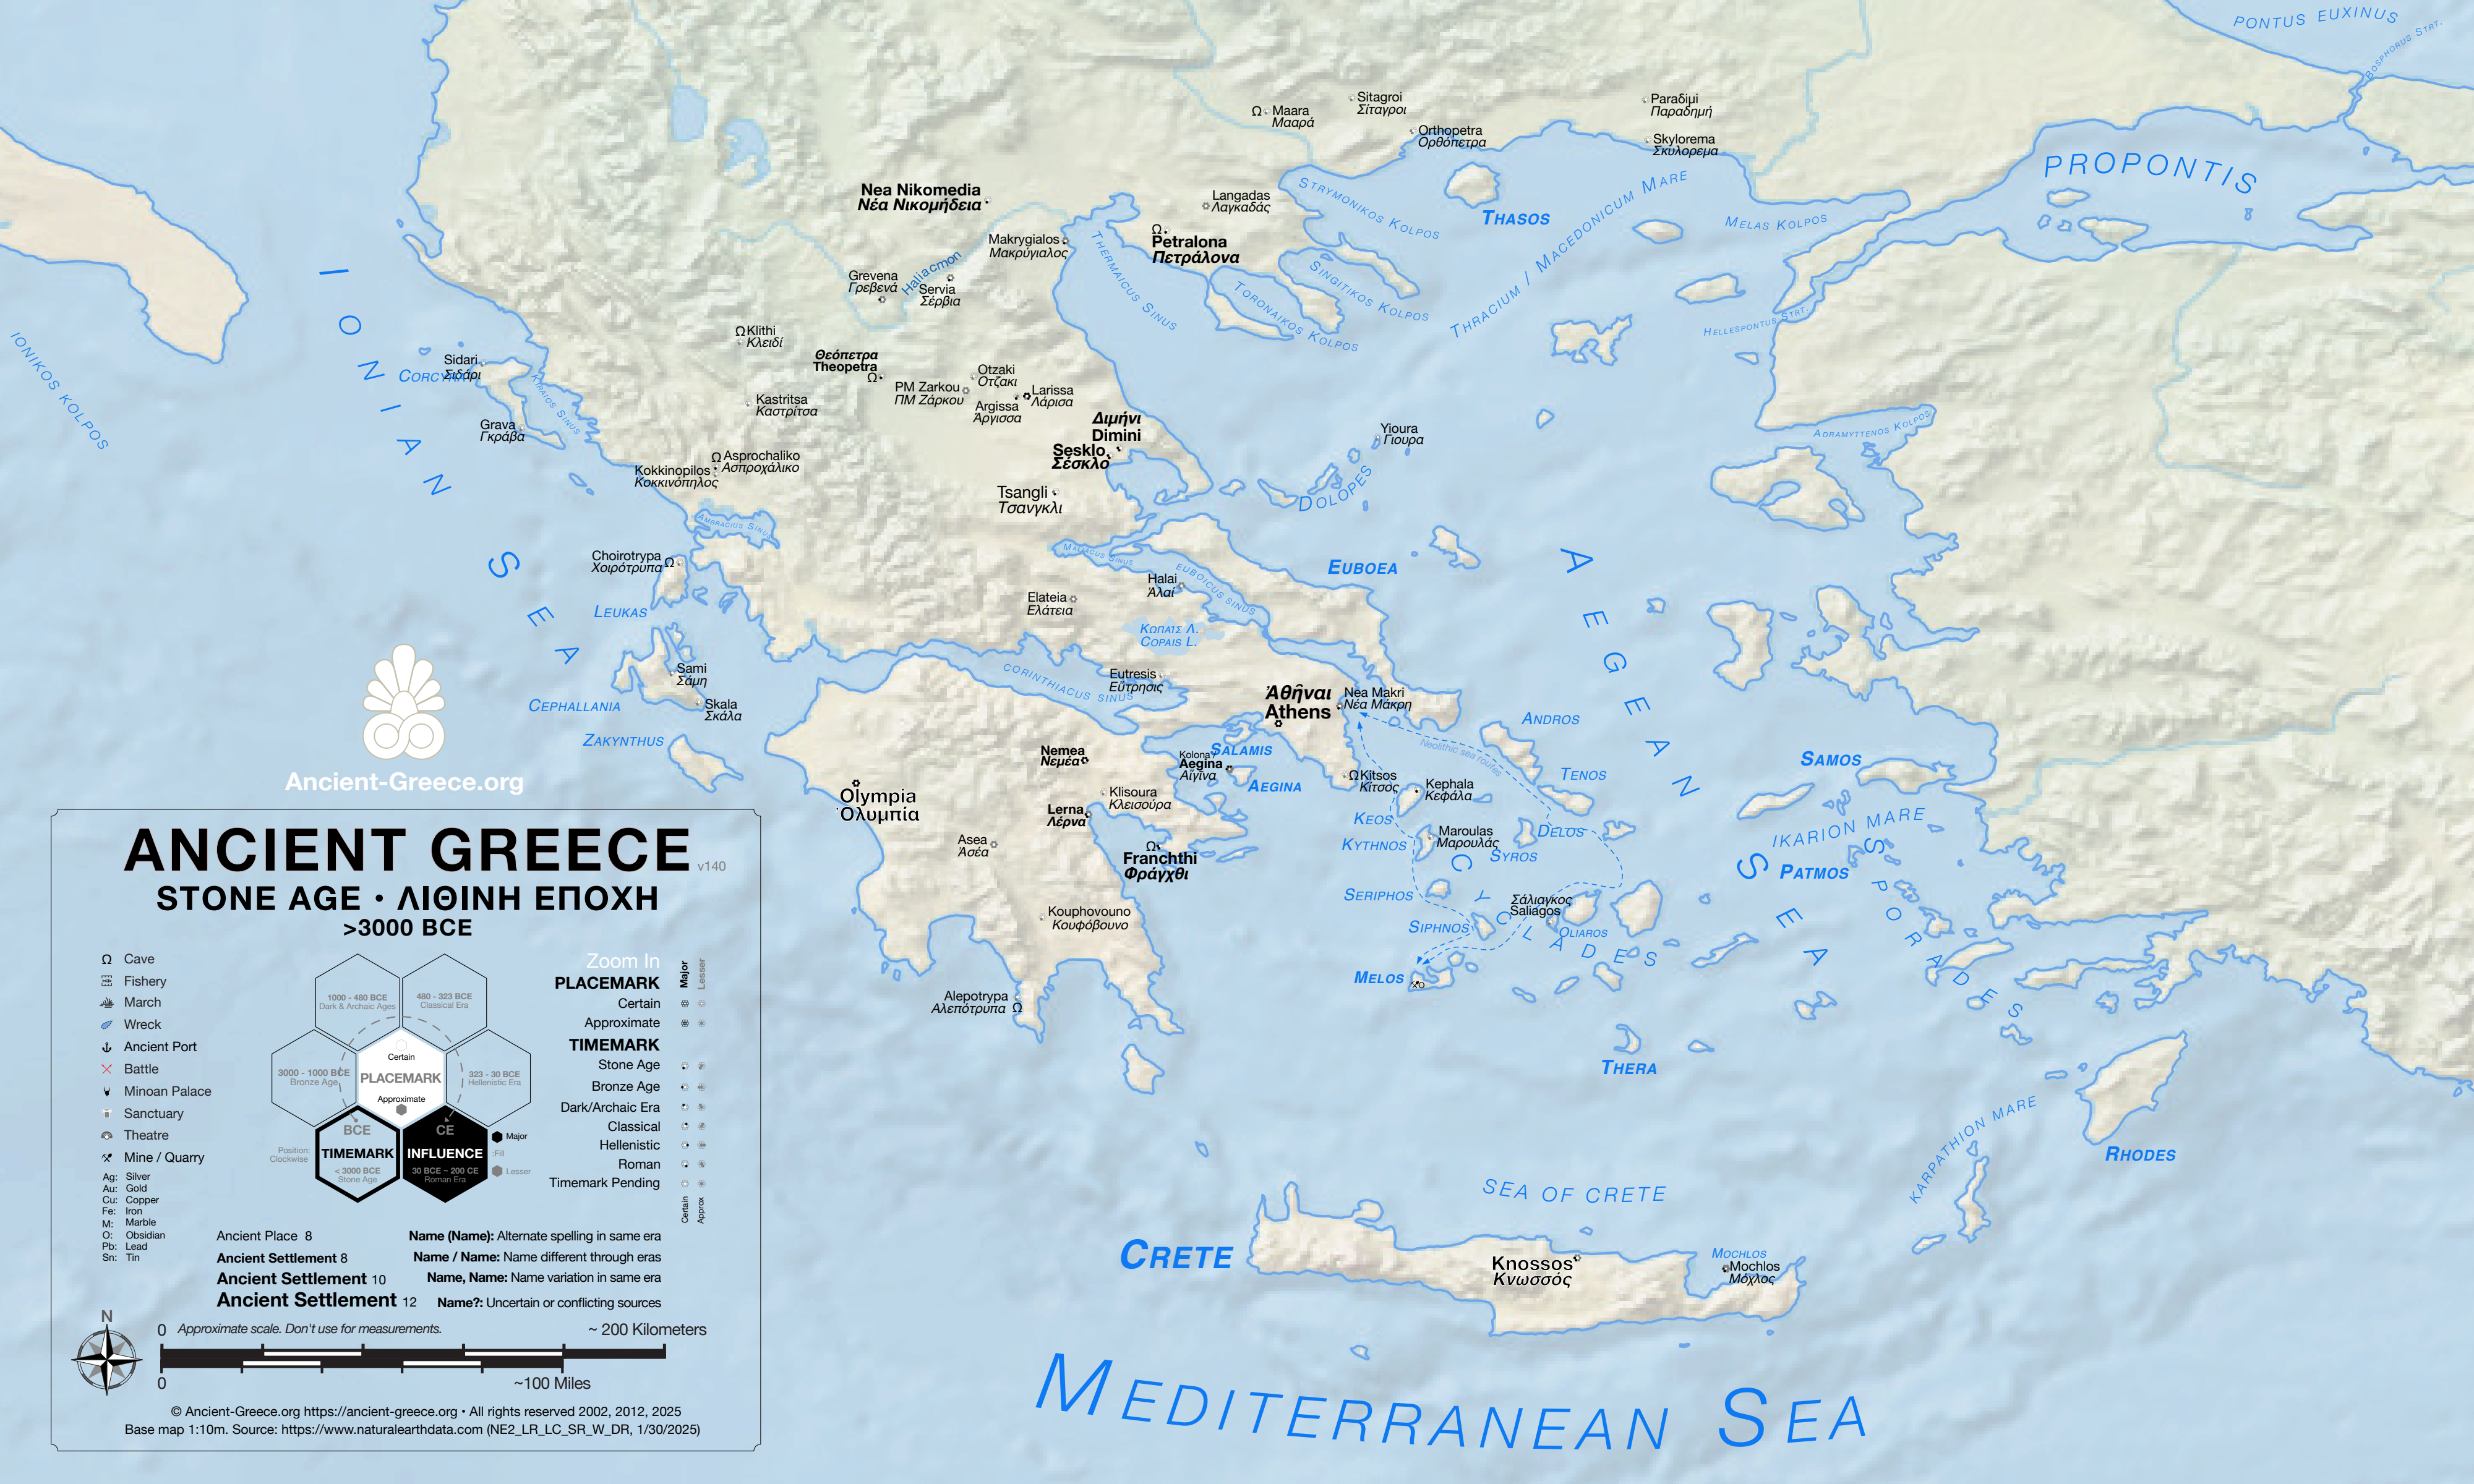 PONTUS EUXINUS
BOSPHORUS STRT.
Ω Maara
Μααρά
Sitagroi
Σίταγροι
Orthopetra
Ορθόπετρα
Paraδιμi
Παραδημή
Skylorema
Σκυλορεμα
PROPONTIS
Nea Nikomedia
Νέα Νικομήδεια
Langadas
Λαγκαδάς
STRYMONIKOS KOLPOS
THASOS
THRACIUM / MACEDONICUM MARE
MELAS KOLPOS
Makrygialos
Μακρύγιαλος
THERMAICUS SINUS
Ω
Petralona
Πετράλονα
SINGITIKOS KOLPOS
TORONAIKOS KOLPOS
HELLESPONTUS STRT.
Grevena
Γρεβενά
Haliacmon
Servia
Σέρβια
IONIAN SEA
IONIKOS KOLPOS
Ω Klithi
Κλειδί
Θεόπετρα
Theopetra
Ω
Sidari
Σιδάρι
CORCYRA
Grava
Γκράβα
Kastritsa
Καστρίτσα
PM Zarkou
ΠΜ Ζάρκου
Otzaki
Οτζακι
Argissa
Άργισσα
Larissa
Λάρισα
Διμήνι
Dimini
Sesklo
Σέσκλο
Yioura
Γιουρα
ADRAMYTTENOS KOLPOS
Ω Asprochaliko
Ασπροχάλικο
Kokkinopilos
Κοκκινόπηλος
Tsangli
Τσανγκλι
DOLOPES
AMBRACIUS SINUS
Choirotrypa Ω
Χοιρότρυπα
LEUKAS
MALIACUS SINUS
EUBOICUS SINUS
EUBOEA
AEGEAN SEA
Halai
Άλαί
Elateia
Ελάτεια
ΚΩΠΑΪΣ Λ.
COPAIS L.
Sami
Σάμη
Skala
Σκάλα
CEPHALLANIA
ZAKYNTHUS
CORINTHIACUS SINUS
Eutresis
Εὔτρησις
Ἀθῆναι
Athens
Nea Makri
Νέα Μάκρη
Neolithic sea routes
ANDROS
TENOS
SAMOS
Nemea
Νεμέα
Kolona
Aegina
Αίγίνα
SALAMIS
AEGINA
Ω Kitsos
Κίτσος
Kephala
Κεφάλα
Olympia
Ολυμπία
Klisoura
Κλεισούρα
Lerna
Λέρνα
KEOS
KYTHNOS
Maroulas
Μαρουλάς
SYROS
DELOS
IKARION MARE
PATMOS
Asea
Άσέα
Ω
Franchthi
Φράγχθι
SERIPHOS
CYCLADES
Σάλιαγκος
Saliagos
OLIAROS
SPORADES
Kouphovouno
Κουφόβουνο
SIPHNOS
MELOS
Alepotrypa
Αλεπότρυπα Ω
THERA
RHODES
KARPATHION MARE
SEA OF CRETE
CRETE
Knossos
Κνωσσός
MOCHLOS
Mochlos
Μόχλος
MEDITERRANEAN SEA
Ancient-Greece.org
ANCIENT GREECE v140
STONE AGE • ΛΙΘΙΝΗ ΕΠΟΧΗ
>3000 BCE
Ω Cave
Fishery
March
Wreck
Ancient Port
Battle
Minoan Palace
Sanctuary
Theatre
Mine / Quarry
Ag: Silver
Au: Gold
Cu: Copper
Fe: Iron
M: Marble
O: Obsidian
Pb: Lead
Sn: Tin
1000 - 480 BCE
Dark & Archaic Ages
480 - 323 BCE
Classical Era
3000 - 1000 BCE
Bronze Age
Certain
PLACEMARK
Approximate
323 - 30 BCE
Hellenistic Era
BCE
TIMEMARK
< 3000 BCE
Stone Age
CE
INFLUENCE
30 BCE ~ 200 CE
Roman Era
Position:
Clockwise
Major
:Fill
Lesser
Zoom In
Major
Lesser
PLACEMARK
Certain
Approximate
TIMEMARK
Stone Age
Bronze Age
Dark/Archaic Era
Classical
Hellenistic
Roman
Timemark Pending
Certain
Approx
Ancient Place 8
Ancient Settlement 8
Ancient Settlement 10
Ancient Settlement 12
Name (Name): Alternate spelling in same era
Name / Name: Name different through eras
Name, Name: Name variation in same era
Name?: Uncertain or conflicting sources
N
0 Approximate scale. Don't use for measurements. ~ 200 Kilometers
0 ~100 Miles
© Ancient-Greece.org https://ancient-greece.org • All rights reserved 2002, 2012, 2025
Base map 1:10m. Source: https://www.naturalearthdata.com (NE2_LR_LC_SR_W_DR, 1/30/2025)